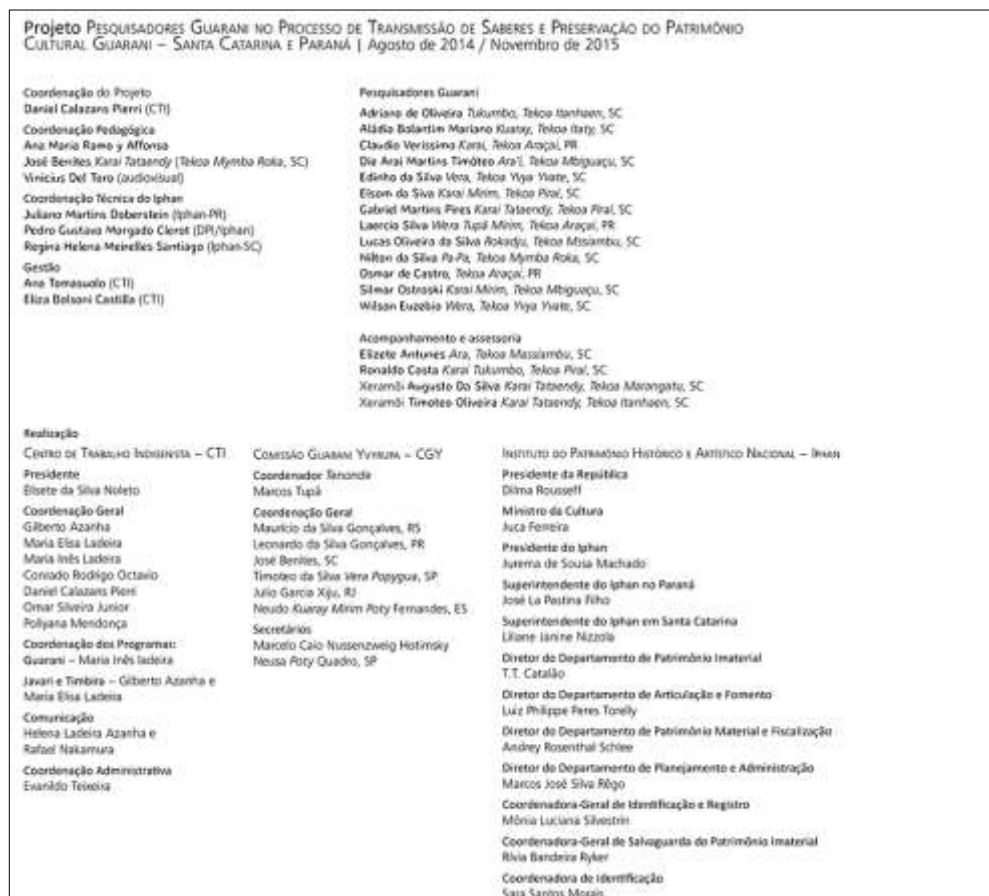 Projeto PESQUISADORES GUARANI NO PROCESSO DE TRANSMISSÃO DE SABERES E PRESERVAÇÃO DO PATRIMÔNIO
CULTURAL GUARANI – SANTA CATARINA E PARANÁ | Agosto de 2014 / Novembro de 2015
Coordenação do Projeto
Daniel Calazans Pierri (CTI)
Coordenação Pedagógica
Ana Maria Ramo y Affonso
José Benites Karai Tataendy (Tekoa Mymba Roka, SC)
Vinicius Del Toro (audiovisual)
Coordenação Técnica do Iphan
Juliano Martins Doberstein (Iphan-PR)
Pedro Gustavo Morgado Clerot (DPI/Iphan)
Regina Helena Meirelles Santiago (Iphan-SC)
Gestão
Ana Tomasuolo (CTI)
Eliza Bolsoni Castilla (CTI)
Pesquisadores Guarani
Adriano de Oliveira Tukumbo, Tekoa Itanhaen, SC
Aládio Balantim Mariano Kuaray, Tekoa Itaty, SC
Claudio Verissimo Karai, Tekoa Araçaí, PR
Die Arai Martins Timóteo Ara'i, Tekoa Mbiguaçu, SC
Edinho da Silva Vera, Tekoa Yvya Yvate, SC
Elsom da Siva Karai Mirim, Tekoa Piraí, SC
Gabriel Martins Pires Karai Tataendy, Tekoa Piraí, SC
Laercio Silva Wera Tupã Mirim, Tekoa Araçaí, PR
Lucas Oliveira da Silva Rokadju, Tekoa Mssiambu, SC
Nilton da Silva Pa-Pa, Tekoa Mymba Roka, SC
Osmar de Castro, Tekoa Araçaí, PR
Silmar Ostroski Karai Mirim, Tekoa Mbiguaçu, SC
Wilson Euzebio Wera, Tekoa Yvya Yvate, SC
Acompanhamento e assessoria
Elizete Antunes Ara, Tekoa Massiambu, SC
Ronaldo Costa Karai Tukumbo, Tekoa Piraí, SC
Xeramõi Augusto Da Silva Karai Tataendy, Tekoa Marangatu, SC
Xeramõi Timoteo Oliveira Karai Tataendy, Tekoa Itanhaen, SC
Realização
CENTRO DE TRABALHO INDIGENISTA – CTI
Presidente
Elisete da Silva Noleto
Coordenação Geral
Gilberto Azanha
Maria Elisa Ladeira
Maria Inês Ladeira
Conrado Rodrigo Octavio
Daniel Calazans Pierri
Omar Silveira Junior
Pollyana Mendonça
Coordenação dos Programas:
Guarani – Maria Inês ladeira
Javari e Timbira – Gilberto Azanha e
Maria Elisa Ladeira
Comunicação
Helena Ladeira Azanha e
Rafael Nakamura
Coordenação Administrativa
Evanildo Teixeira
COMISSÃO GUARANI YVYRUPA – CGY
Coordenador Tenonde
Marcos Tupã
Coordenação Geral
Maurício da Silva Gonçalves, RS
Leonardo da Silva Gonçalves, PR
José Benites, SC
Timoteo da Silva Vera Popygua, SP
Julio Garcia Xiju, RJ
Neudo Kuaray Mirim Poty Fernandes, ES
Secretários
Marcelo Caio Nussenzweig Hotimsky
Neusa Poty Quadro, SP
INSTITUTO DO PATRIMÔNIO HISTÓRICO E ARTÍSTICO NACIONAL – IPHAN
Presidente da República
Dilma Rousseff
Ministro da Cultura
Juca Ferreira
Presidente do Iphan
Jurema de Sousa Machado
Superintendente do Iphan no Paraná
José La Pastina Filho
Superintendente do Iphan em Santa Catarina
Liliane Janine Nizzola
Diretor do Departamento de Patrimônio Imaterial
T.T. Catalão
Diretor do Departamento de Articulação e Fomento
Luiz Philippe Peres Torelly
Diretor do Departamento de Patrimônio Material e Fiscalização
Andrey Rosenthal Schlee
Diretor do Departamento de Planejamento e Administração
Marcos José Silva Rêgo
Coordenadora-Geral de Identificação e Registro
Mônia Luciana Silvestrin
Coordenadora-Geral de Salvaguarda do Patrimônio Imaterial
Rívia Bandeira Ryker
Coordenadora de Identificação
Sara Santos Morais